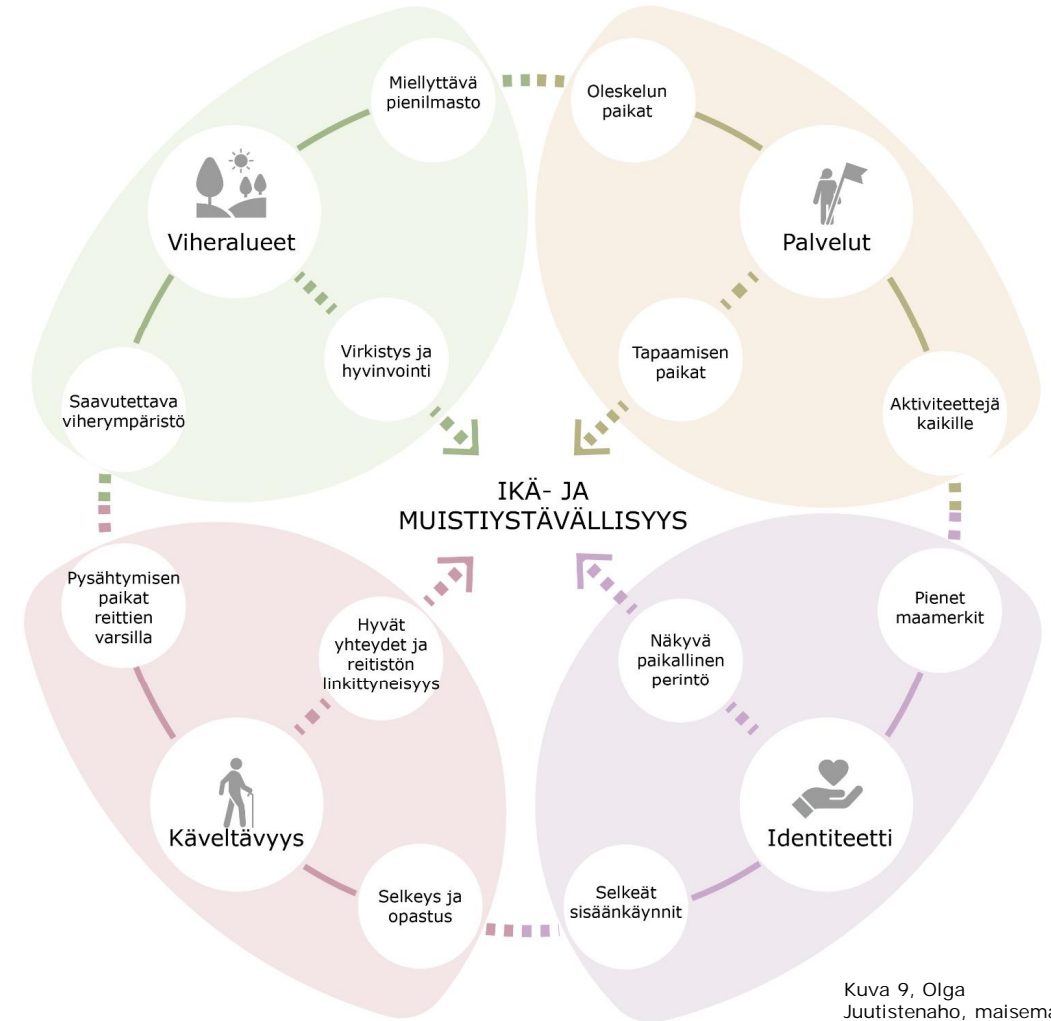 Miellyttävä
pienilmasto
Viheralueet
Virkistys ja
hyvinvointi
Saavutettava
viherympäristö
Oleskelun
paikat
Palvelut
Tapaamisen
paikat
Aktiviteettejä
kaikille
IKÄ- JA
MUISTIYSTÄVÄLLISYYS
Pysähtymisen
paikat
reittien
varsilla
Hyvät
yhteydet ja
reitistön
linkittyneisyys
Käveltävyys
Selkeys ja
opastus
Näkyvä
paikallinen
perintö
Pienet
maamerkit
Identiteetti
Selkeät
sisäänkäynnit
Kuva 9, Olga
Juutistenaho, maisema